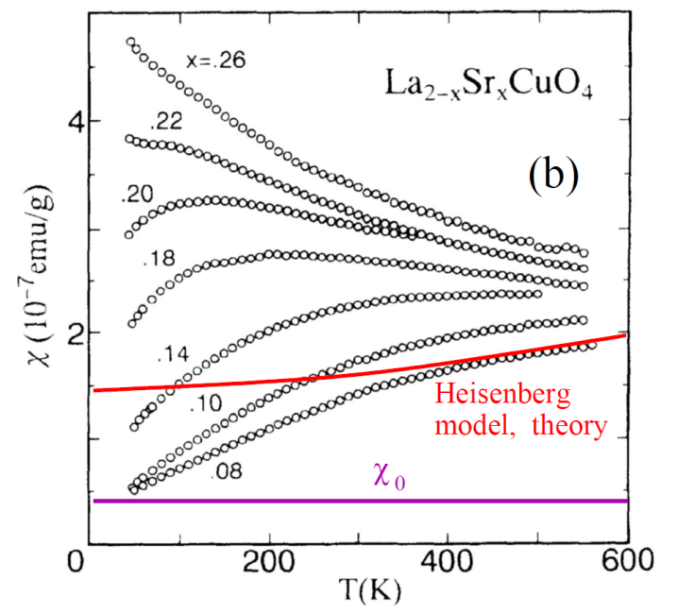 x=.26
La₂₋ₓSrₓCuO₄
4
.22
(b)
.20
.18
χ (10⁻⁷emu/g)
2
.14
.10
Heisenberg
model, theory
.08
χ₀
0
200
400
600
T(K)